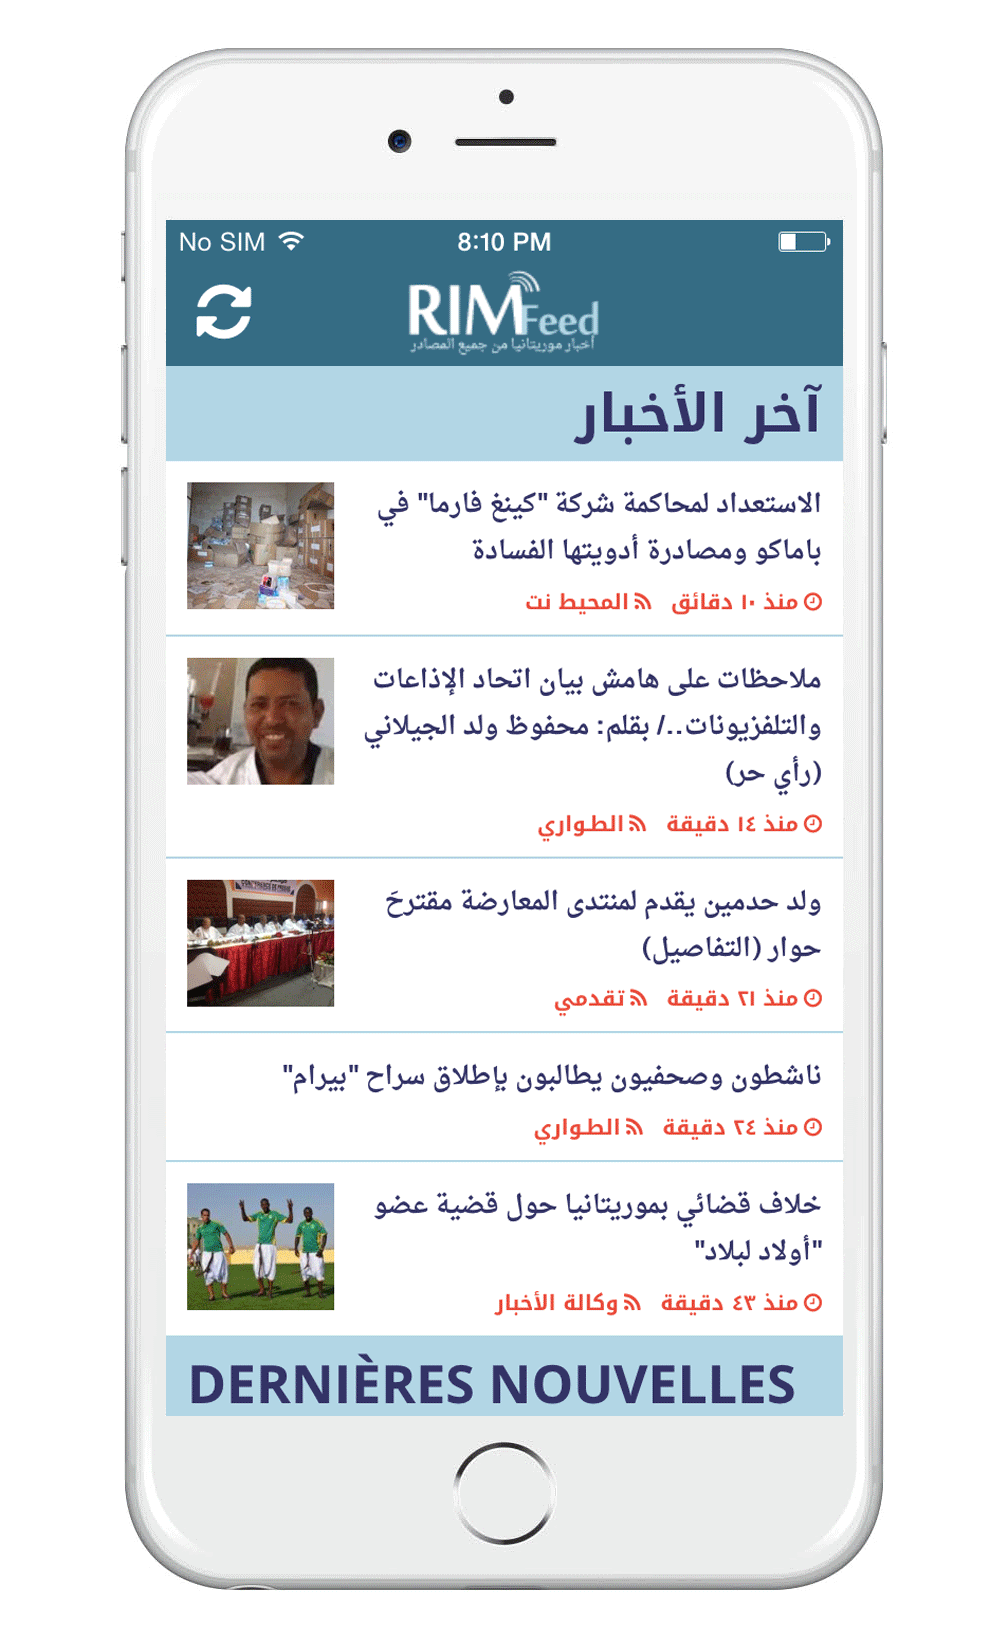 No SIM 8:10 PM
RIMFeed
أخبار موريتانيا من جميع المصادر
آخر الأخبار
الاستعداد لمحاكمة شركة "كينغ فارما" في
باماكو ومصادرة أدويتها الفسادة
منذ ١٠ دقائق المحيط نت
ملاحظات على هامش بيان اتحاد الإذاعات
والتلفزيونات../ بقلم: محفوظ ولد الجيلاني
(رأي حر)
منذ ١٤ دقيقة الطواري
CONFERENCE DE PRESSE
ولد حدمين يقدم لمنتدى المعارضة مقترحَ
حوار (التفاصيل)
منذ ٢١ دقيقة تقدمي
ناشطون وصحفيون يطالبون بإطلاق سراح "بيرام"
منذ ٢٤ دقيقة الطواري
خلاف قضائي بموريتانيا حول قضية عضو
"أولاد لبلاد"
منذ ٤٣ دقيقة وكالة الأخبار
DERNIÈRES NOUVELLES